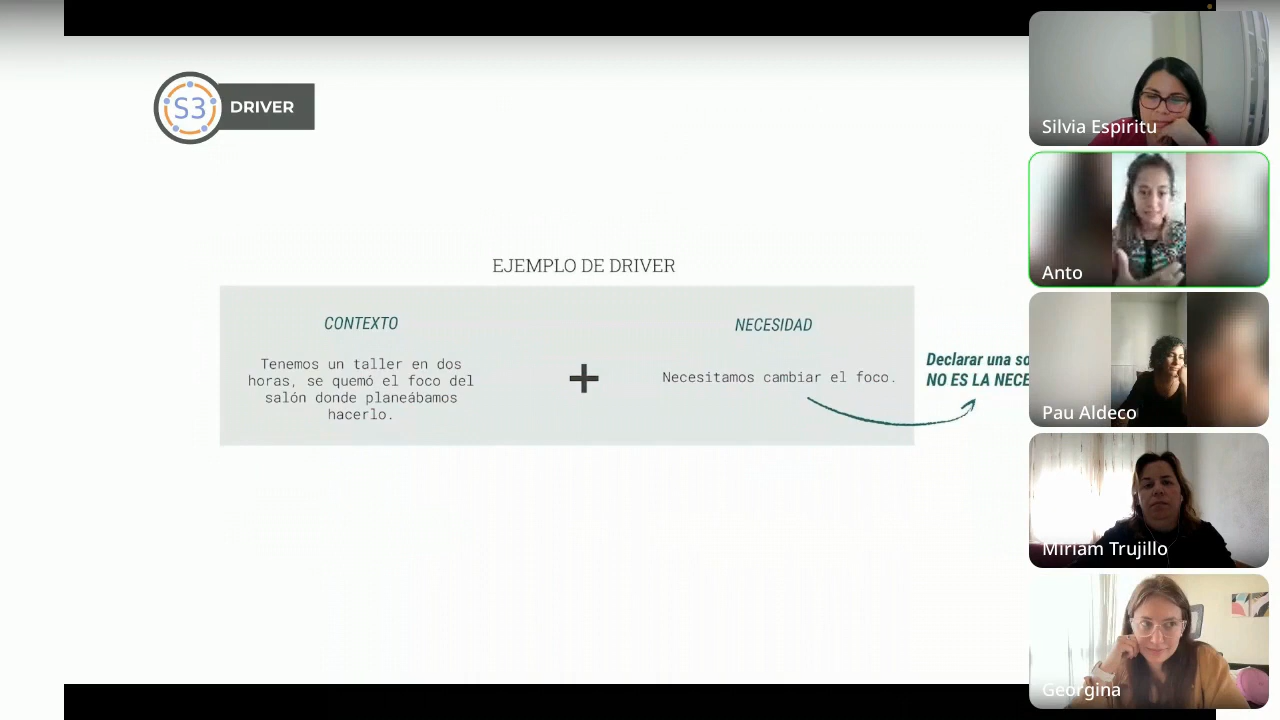 S3 DRIVER
EJEMPLO DE DRIVER
CONTEXTO
Tenemos un taller en dos
horas, se quemó el foco del
salón donde planeábamos
hacerlo.
+
NECESIDAD
Necesitamos cambiar el foco.
Declarar una so
NO ES LA NECE
Silvia Espiritu
Anto
Pau Aldeco
Miriam Trujillo
Georgina